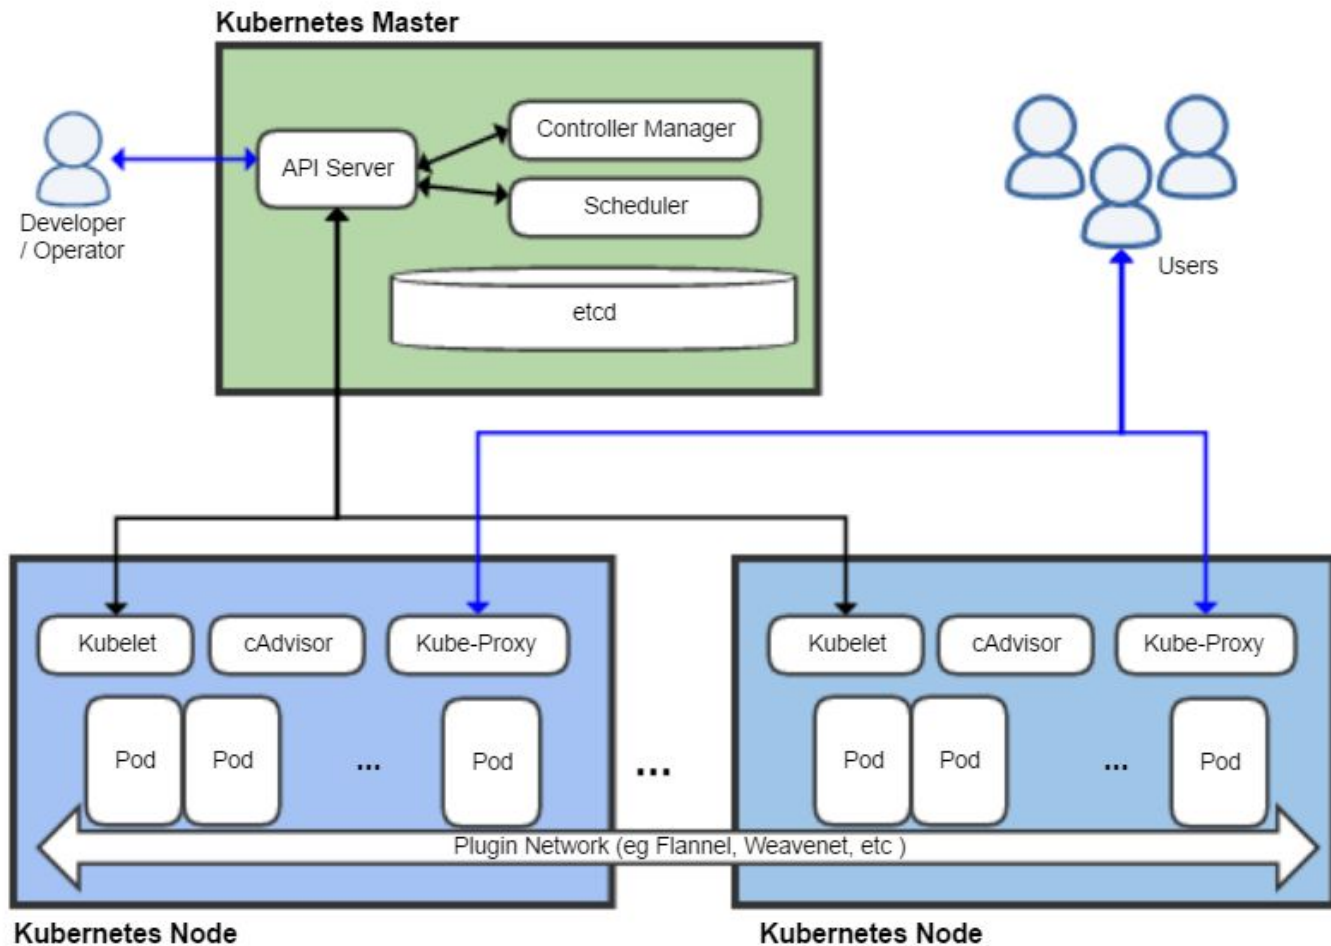 Kubernetes Master
Controller Manager
API Server
Scheduler
Developer
/ Operator
Users
etcd
Kubelet
cAdvisor
Kube-Proxy
Kubelet
cAdvisor
Kube-Proxy
Pod
Pod
...
Pod
...
Pod
Pod
...
Pod
Plugin Network (eg Flannel, Weavenet, etc )
Kubernetes Node
Kubernetes Node